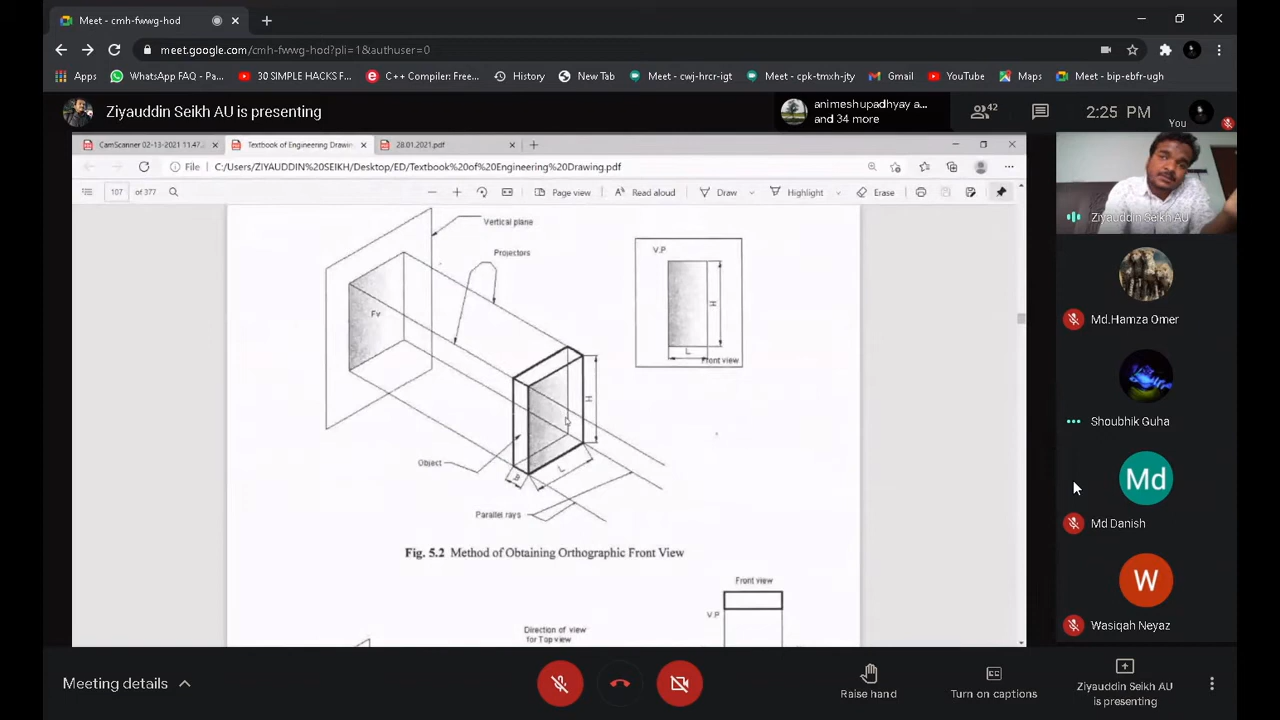 Meet - cmh-fwwg-hod
meet.google.com/cmh-fwwg-hod?pli=1&authuser=0
Apps
WhatsApp FAQ - Pa...
30 SIMPLE HACKS F...
C++ Compiler: Free...
History
New Tab
Meet - cwj-hrcr-igt
Meet - cpk-tmxh-jty
Gmail
YouTube
Maps
Meet - bip-ebfr-ugh
Ziyauddin Seikh AU is presenting
animeshupadhyay a...
and 34 more
42
2:25 PM
You
CamScanner 02-13-2021 11.47...
Textbook of Engineering Drawin
28.01.2021.pdf
File
C:/Users/ZIYAUDDIN%20SEIKH/Desktop/ED/Textbook%20of%20Engineering%20Drawing.pdf
107 of 377
Page view
Read aloud
Draw
Highlight
Erase
Vertical plane
Projectors
Fv
V.P
H
L
Front view
H
Object
L
W
Parallel rays
Fig. 5.2 Method of Obtaining Orthographic Front View
Front view
V.P
Direction of view
for Top view
Ziyauddin Seikh AU
Md.Hamza Omer
Shoubhik Guha
Md
Md Danish
W
Wasiqah Neyaz
Meeting details
Raise hand
Turn on captions
Ziyauddin Seikh AU
is presenting